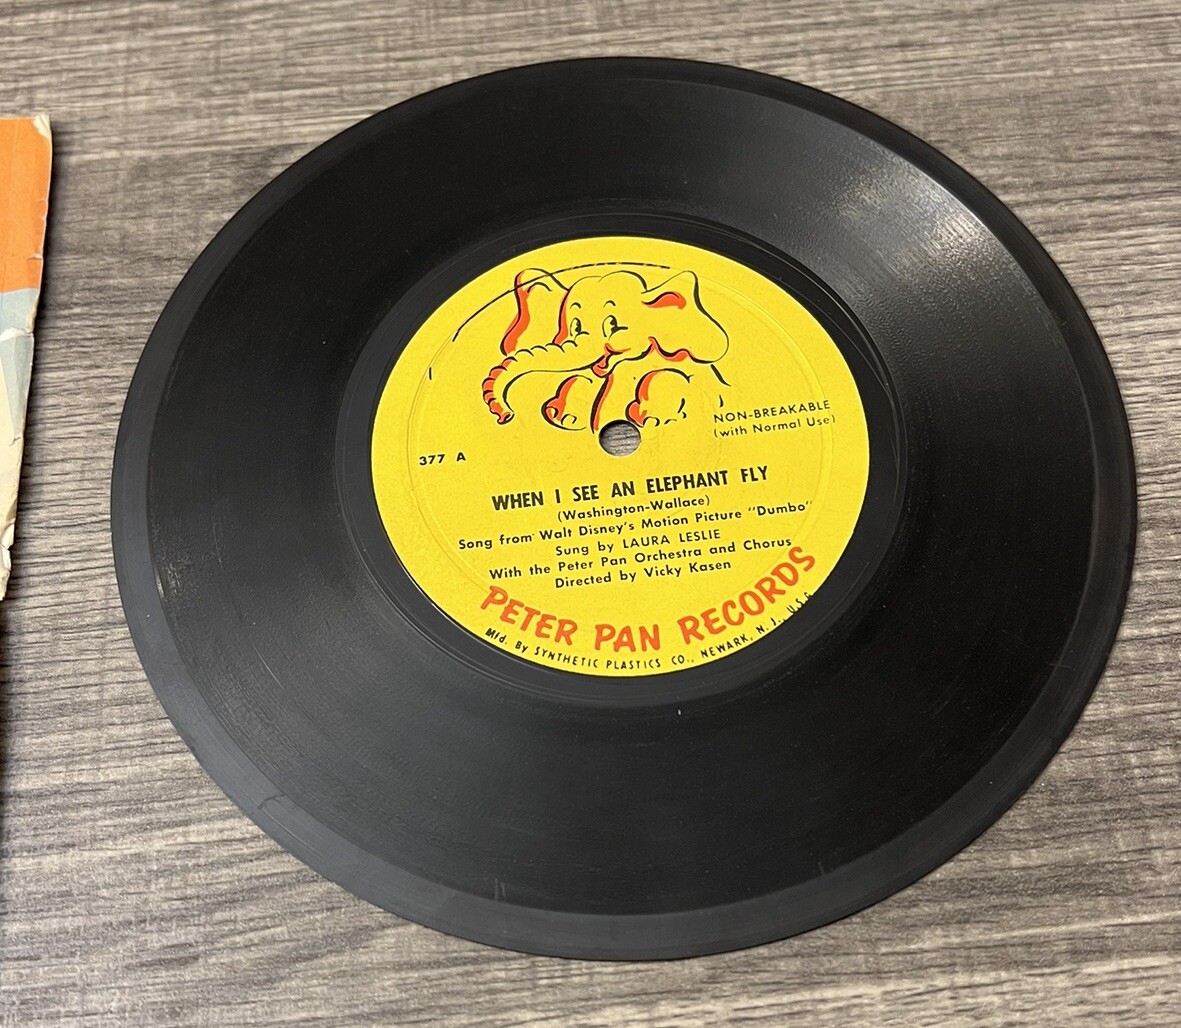 NON-BREAKABLE
(with Normal Use)
377 A
WHEN I SEE AN ELEPHANT FLY
(Washington-Wallace)
Song from Walt Disney's Motion Picture "Dumbo"
Sung by LAURA LESLIE
With the Peter Pan Orchestra and Chorus
Directed by Vicky Kasen
PETER PAN RECORDS
Mfd. By SYNTHETIC PLASTICS CO., NEWARK, N. J., U.S.A.